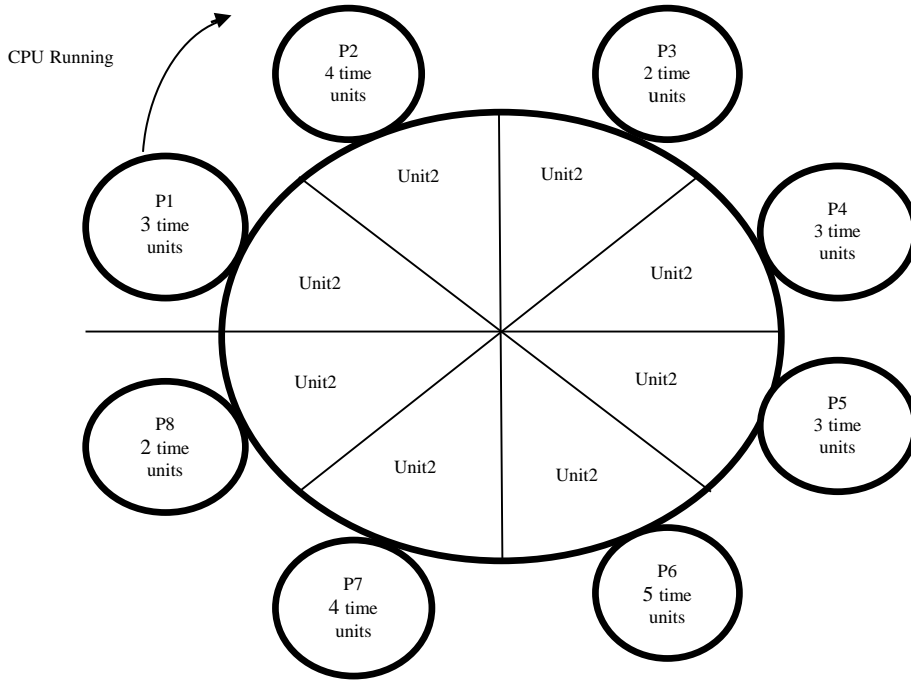 CPU Running
P2
4 time
units
P3
2 time
units
P1
3 time
units
P4
3 time
units
Unit2
Unit2
Unit2
Unit2
Unit2
Unit2
P8
2 time
units
P5
3 time
units
Unit2
Unit2
P7
4 time
units
P6
5 time
units